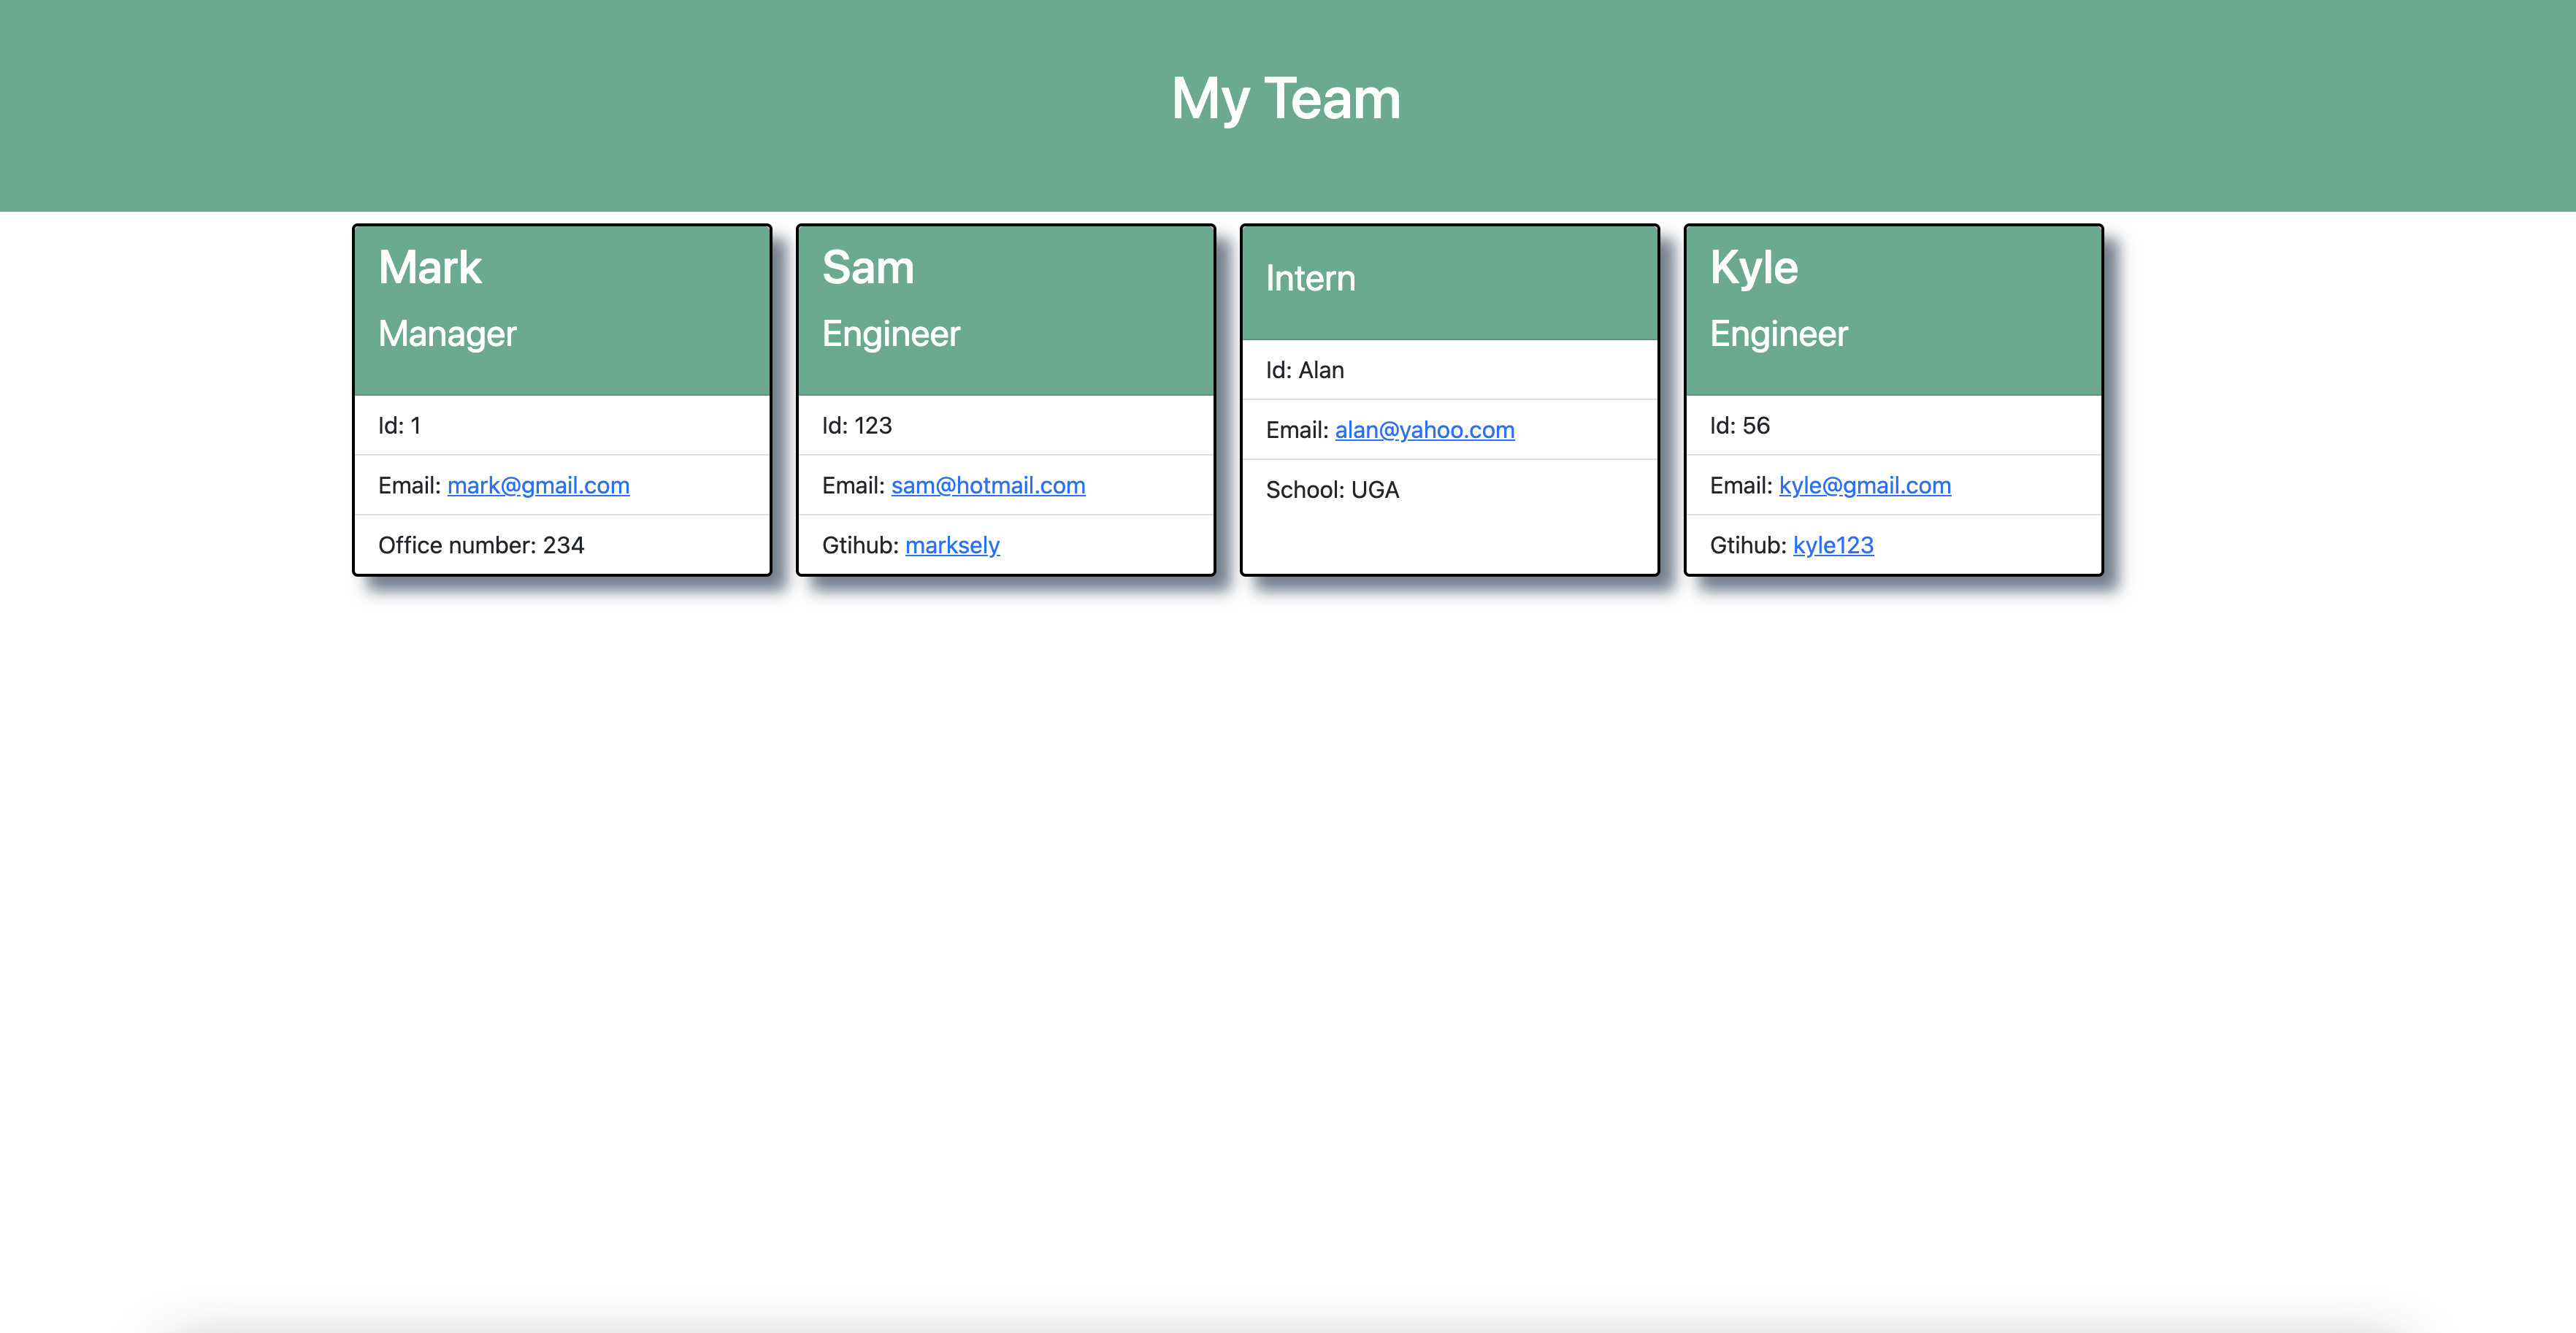 My Team
Mark
Manager
Id: 1
Email: mark@gmail.com
Office number: 234
Sam
Engineer
Id: 123
Email: sam@hotmail.com
Gtihub: marksely
Intern
Id: Alan
Email: alan@yahoo.com
School: UGA
Kyle
Engineer
Id: 56
Email: kyle@gmail.com
Gtihub: kyle123